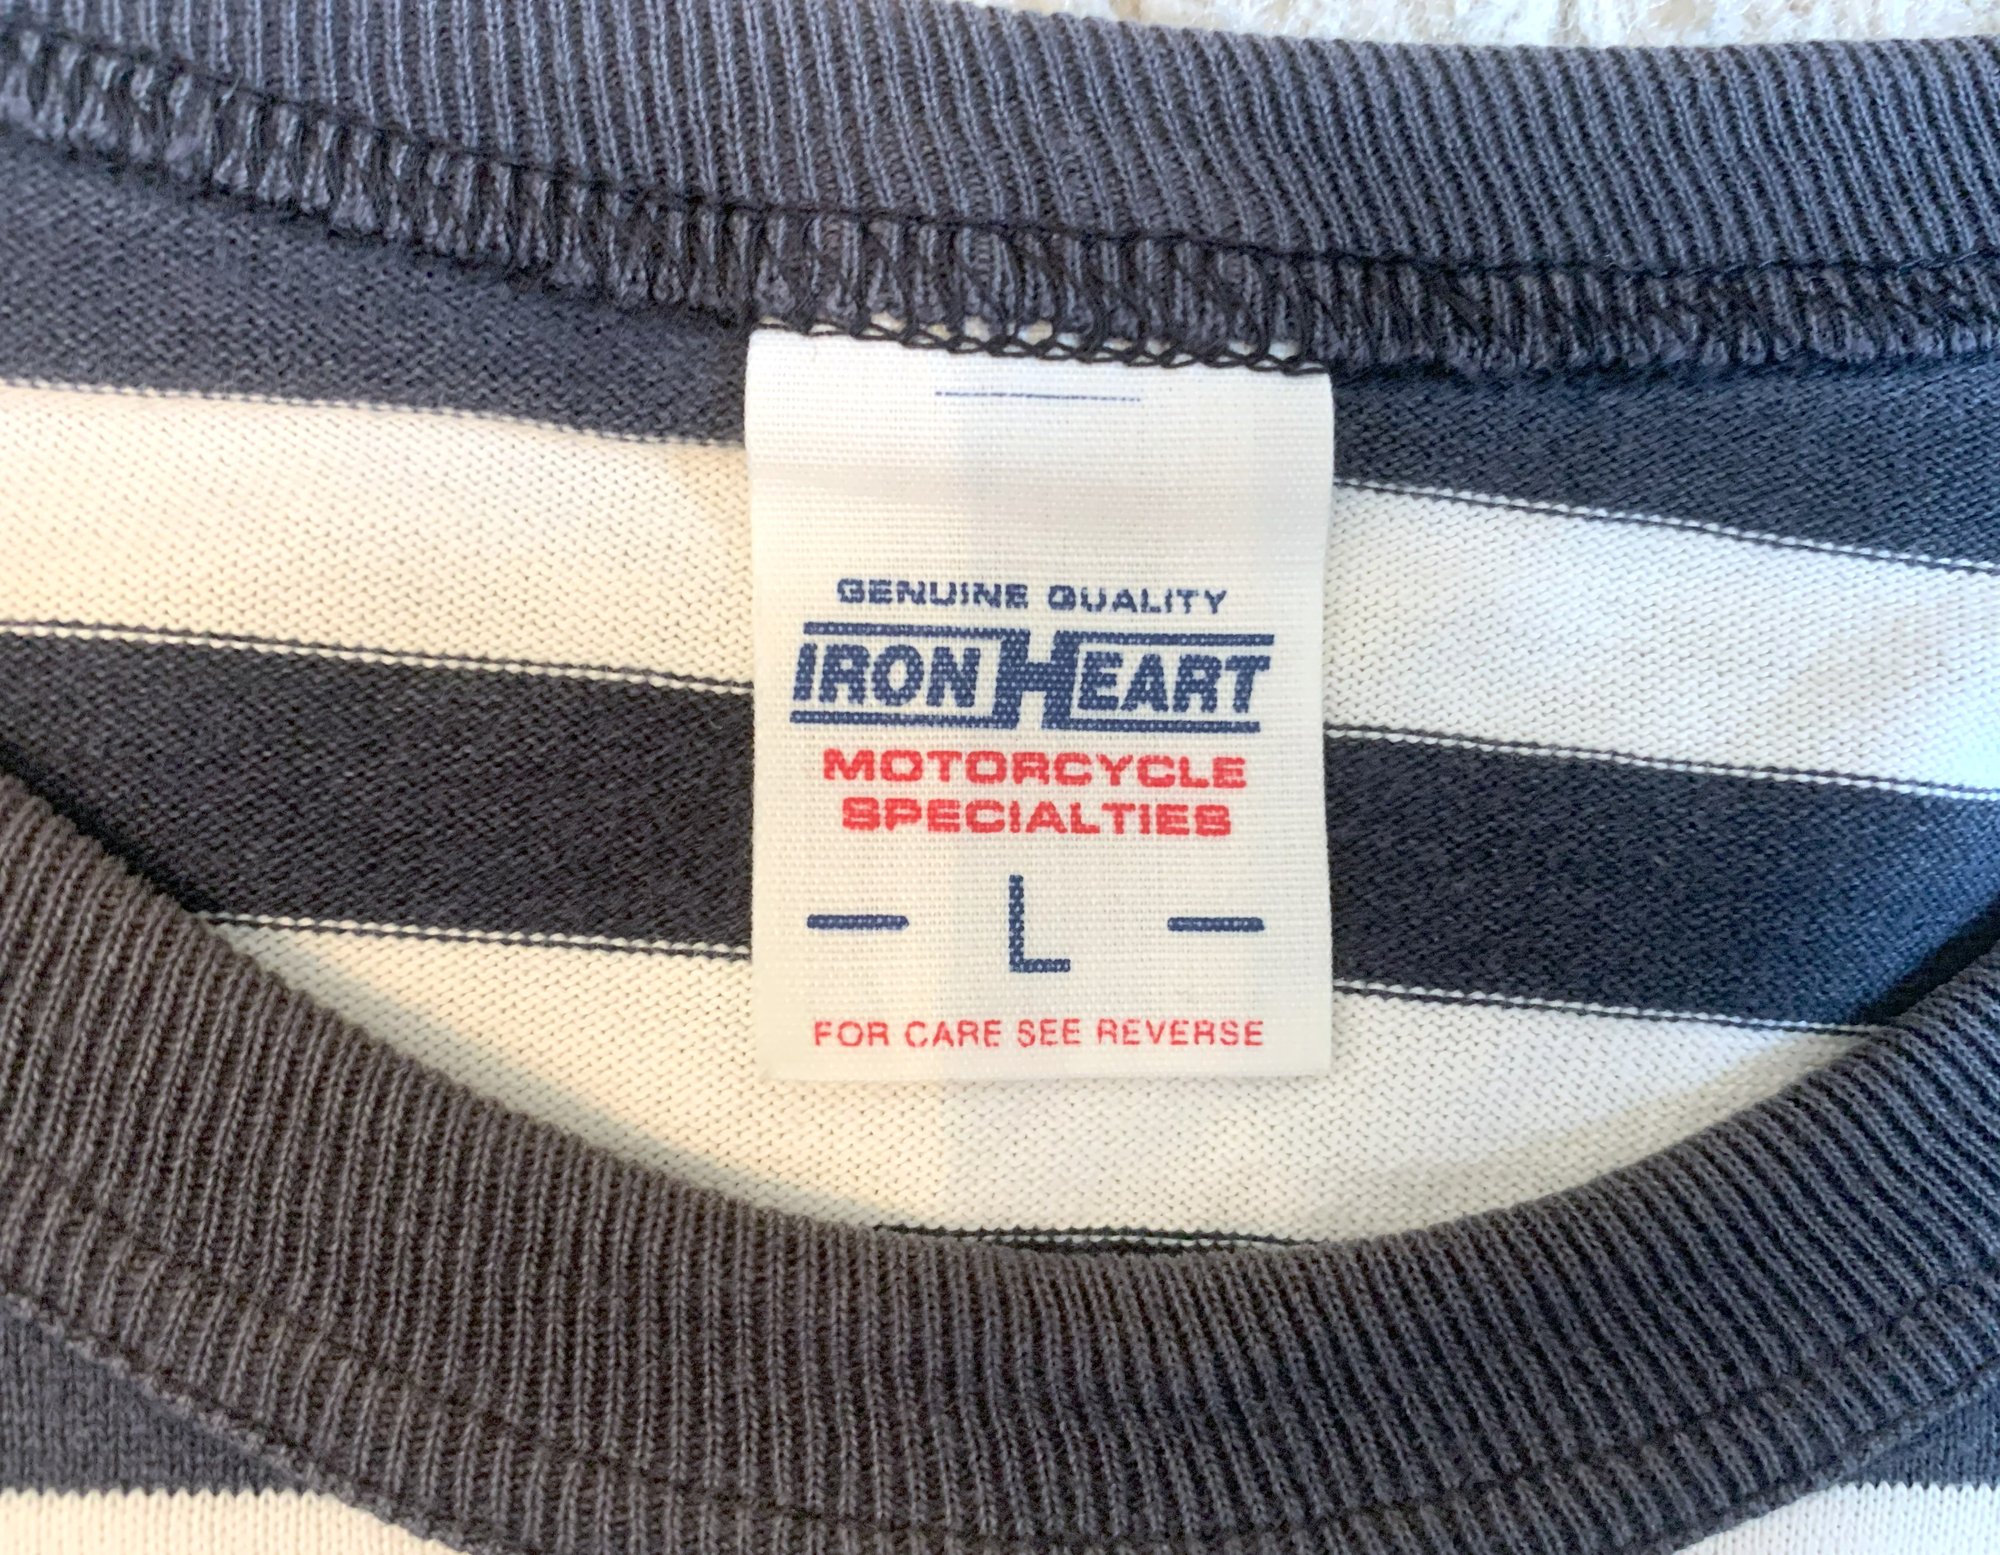 GENUINE QUALITY
IRON HEART
MOTORCYCLE
SPECIALTIES
— L —
FOR CARE SEE REVERSE